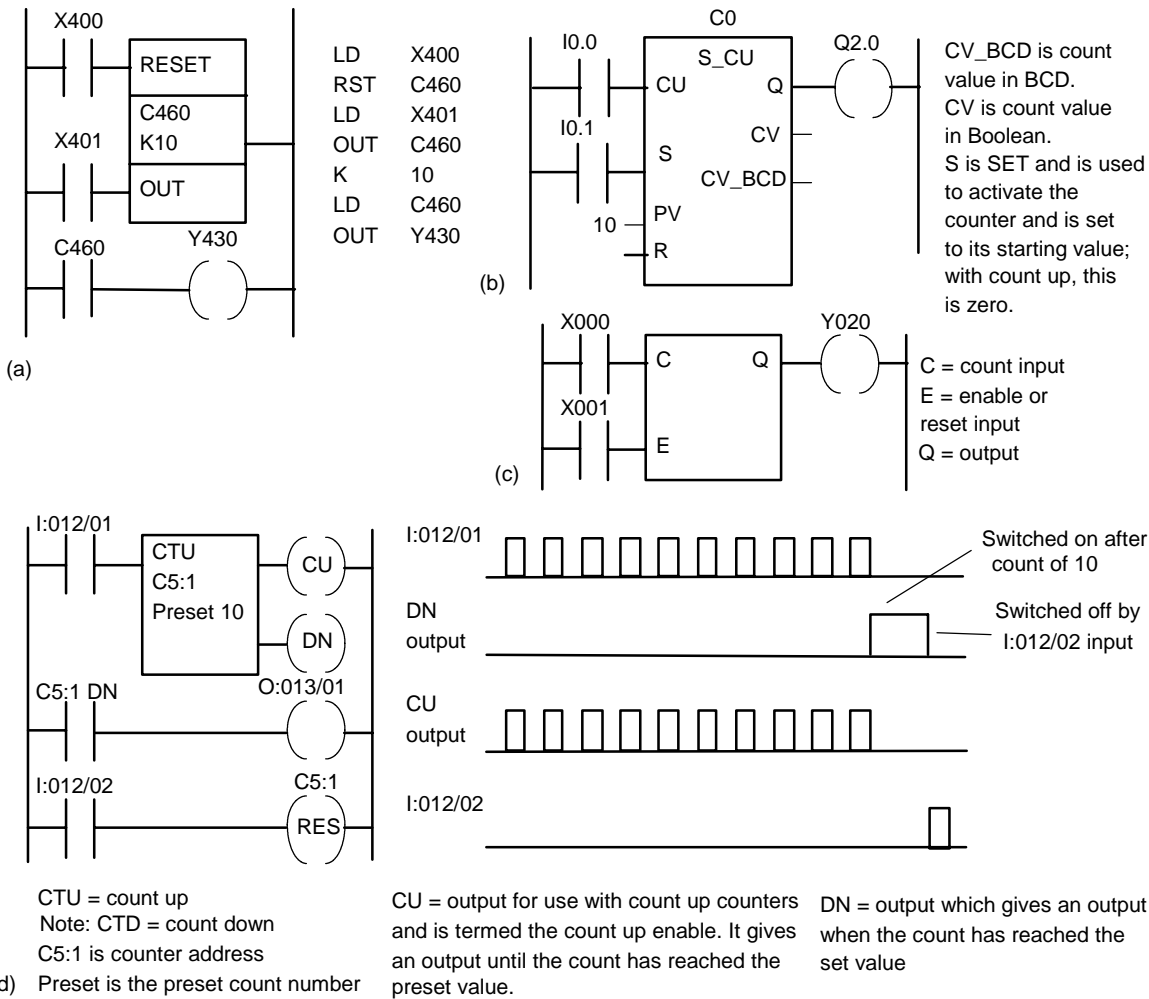 X400
RESET
C460
K10
X401
OUT
C460
Y430
(a)
LD X400
RST C460
LD X401
OUT C460
K 10
LD C460
OUT Y430
C0
I0.0
S_CU
Q2.0
CU
Q
I0.1
CV
S
CV_BCD
PV
10
R
(b)
CV_BCD is count
value in BCD.
CV is count value
in Boolean.
S is SET and is used
to activate the
counter and is set
to its starting value;
with count up, this
is zero.
X000
Y020
C
Q
X001
E
(c)
C = count input
E = enable or
reset input
Q = output
I:012/01
CTU
C5:1
Preset 10
CU
DN
C5:1 DN
O:013/01
I:012/02
C5:1
RES
I:012/01
Switched on after
count of 10
DN
output
Switched off by
I:012/02 input
CU
output
I:012/02
CTU = count up
Note: CTD = count down
C5:1 is counter address
d) Preset is the preset count number
CU = output for use with count up counters
and is termed the count up enable. It gives
an output until the count has reached the
preset value.
DN = output which gives an output
when the count has reached the
set value